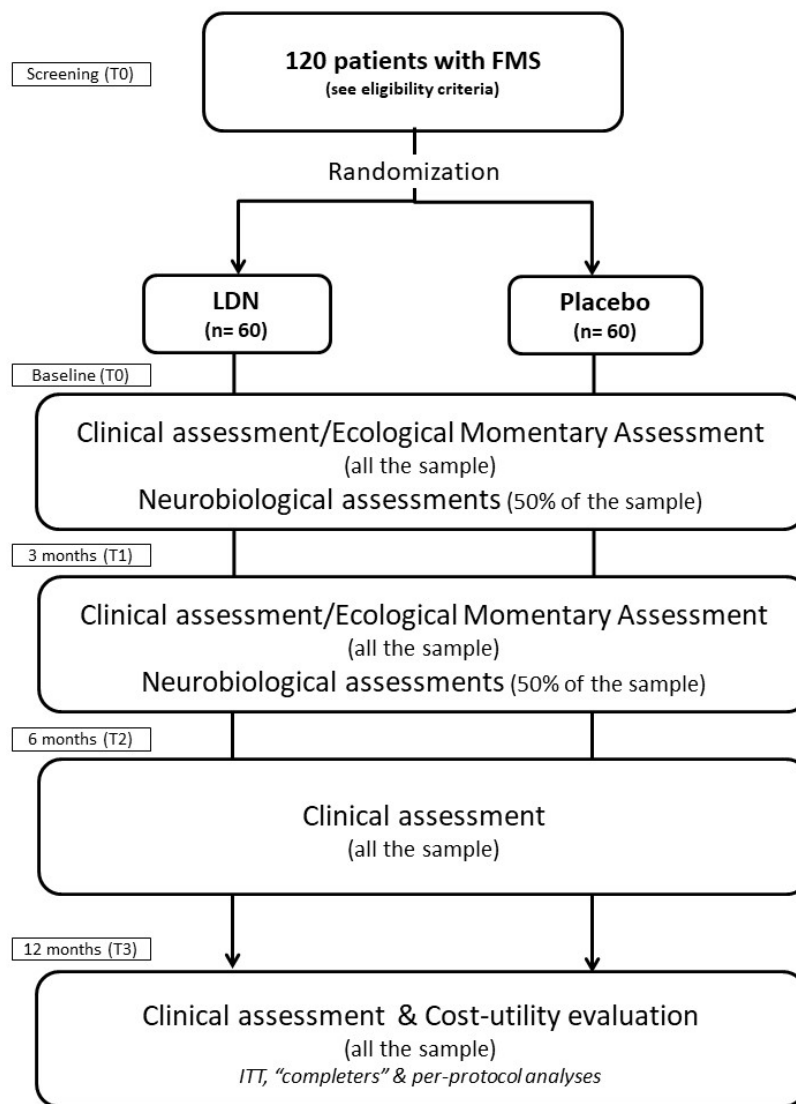 120 patients with FMS
Screening (T0)
(see eligibility criteria)
Randomization
LDN
(n= 60)
Placebo
(n= 60)
Baseline (T0)
Clinical assessment/Ecological Momentary Assessment
(all the sample)
Neurobiological assessments (50% of the sample)
3 months (T1)
Clinical assessment/Ecological Momentary Assessment
(all the sample)
Neurobiological assessments (50% of the sample)
6 months (T2)
Clinical assessment
(all the sample)
12 months (T3)
Clinical assessment & Cost-utility evaluation
(all the sample)
ITT, “completers” & per-protocol analyses